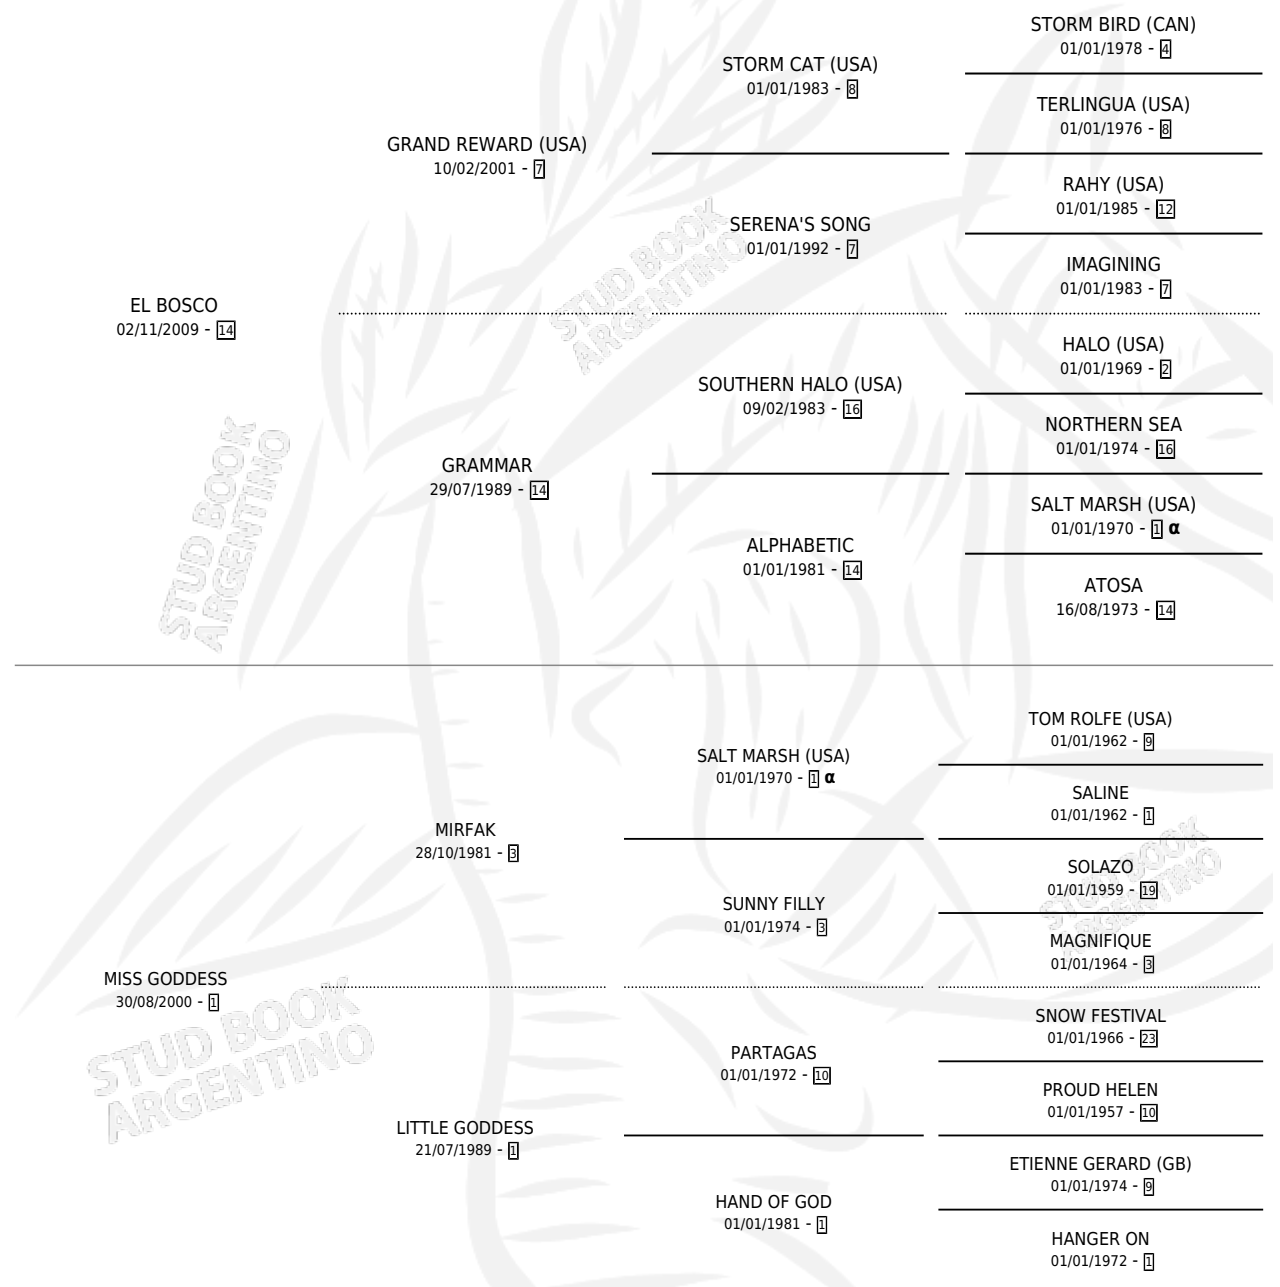 STORM BIRD (CAN)
01/01/1978 - 4
STORM CAT (USA)
01/01/1983 - 8
TERLINGUA (USA)
01/01/1976 - 8
GRAND REWARD (USA)
10/02/2001 - 7
RAHY (USA)
01/01/1985 - 12
SERENA'S SONG
01/01/1992 - 7
IMAGINING
01/01/1983 - 7
EL BOSCO
02/11/2009 - 14
HALO (USA)
01/01/1969 - 2
SOUTHERN HALO (USA)
09/02/1983 - 16
NORTHERN SEA
01/01/1974 - 16
GRAMMAR
29/07/1989 - 14
SALT MARSH (USA)
01/01/1970 - 1 α
ALPHABETIC
01/01/1981 - 14
ATOSA
16/08/1973 - 14
TOM ROLFE (USA)
01/01/1962 - 9
SALT MARSH (USA)
01/01/1970 - 1 α
SALINE
01/01/1962 - 1
MIRFAK
28/10/1981 - 3
SOLAZO
01/01/1959 - 19
SUNNY FILLY
01/01/1974 - 3
MAGNIFIQUE
01/01/1964 - 3
MISS GODDESS
30/08/2000 - 1
SNOW FESTIVAL
01/01/1966 - 23
PARTAGAS
01/01/1972 - 10
PROUD HELEN
01/01/1957 - 10
LITTLE GODDESS
21/07/1989 - 1
ETIENNE GERARD (GB)
01/01/1974 - 9
HAND OF GOD
01/01/1981 - 1
HANGER ON
01/01/1972 - 1
STUD BOOK
ARGENTINO
STUD BOOK
ARGENTINO
STUD BOOK
ARGENTINO
STUD BOOK
ARGENTINO